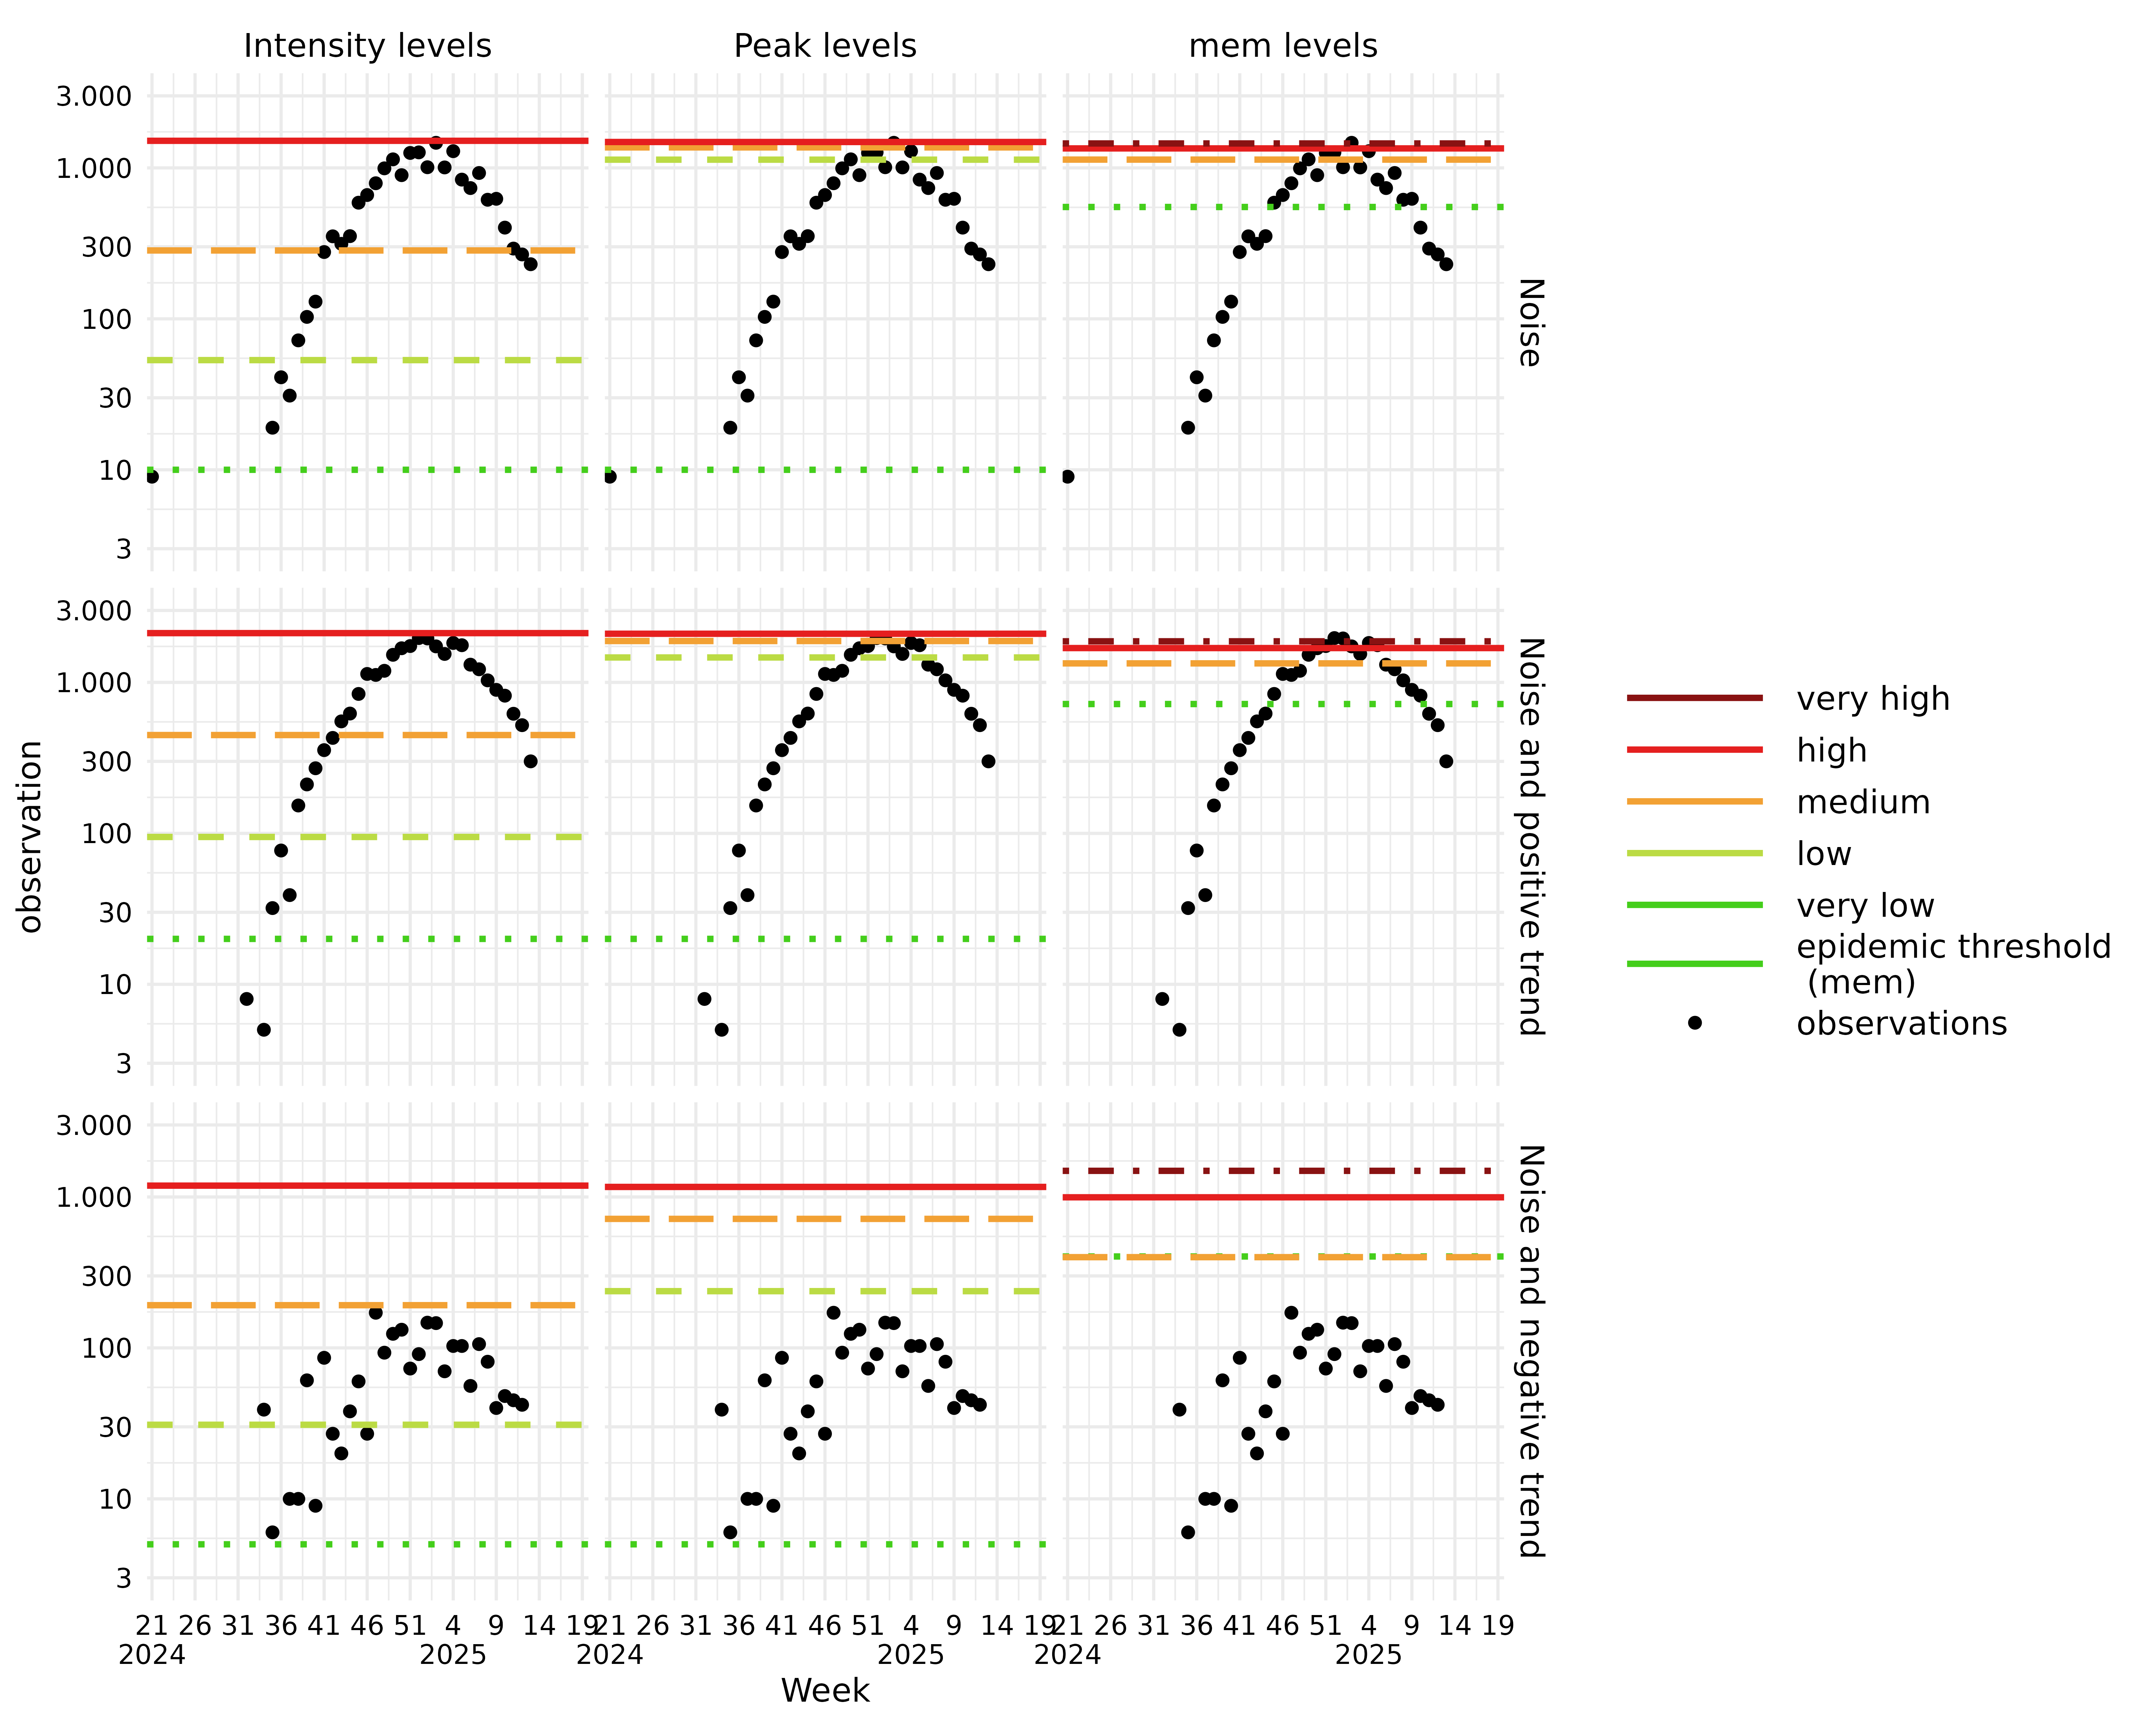 Intensity levels Peak levels mem levels
3.000
1.000
300
100
30
10
3
Noise
3.000
1.000
300
100
30
10
3
Noise and positive trend
3.000
1.000
300
100
30
10
3
Noise and negative trend
observation
21 26 31 36 41 46 51 4 9 14 19 21 26 31 36 41 46 51 4 9 14 19 21 26 31 36 41 46 51 4 9 14 19
2024 2025 2024 2025 2024 2025
Week
very high
high
medium
low
very low
epidemic threshold
(mem)
observations